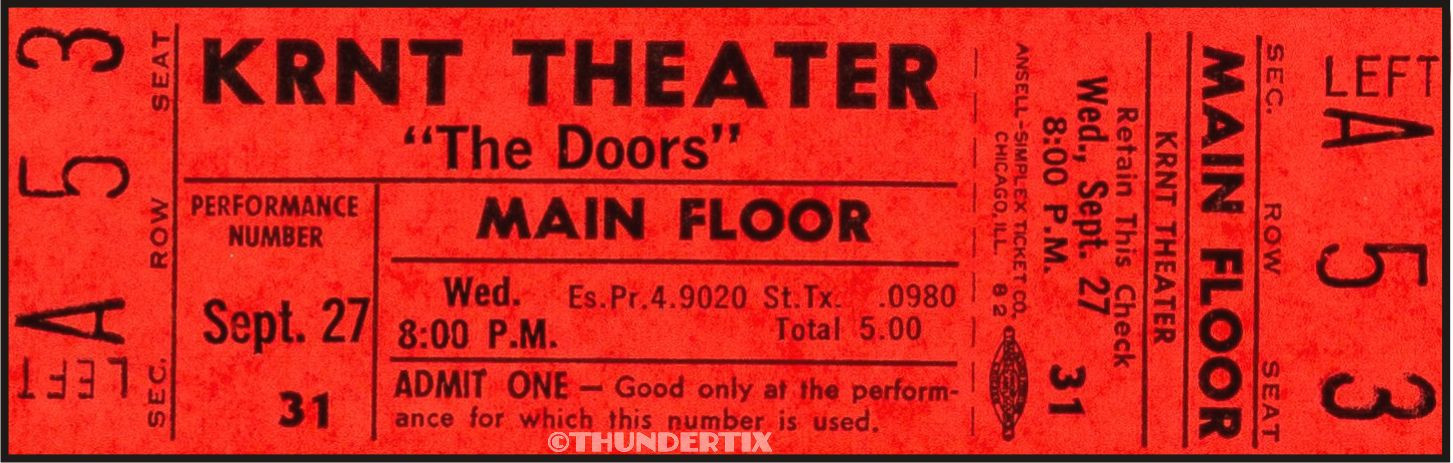 SEAT 3
ROW 5
SEC. LEFT A
KRNT THEATER
"The Doors"
PERFORMANCE
NUMBER
Sept. 27
31
MAIN FLOOR
Wed.
8:00 P.M.
Es.Pr.4.9020 St.Tx. .0980
Total 5.00
ADMIT ONE — Good only at the perform-
ance for which this number is used.
©THUNDERTIX
ANSELL-SIMPLEX TICKET CO.
CHICAGO, ILL. 82
Wed., Sept. 27
8:00 P.M.
31
Retain This Check
KRNT THEATER
MAIN FLOOR
SEC. LEFT A
ROW 5
SEAT 3